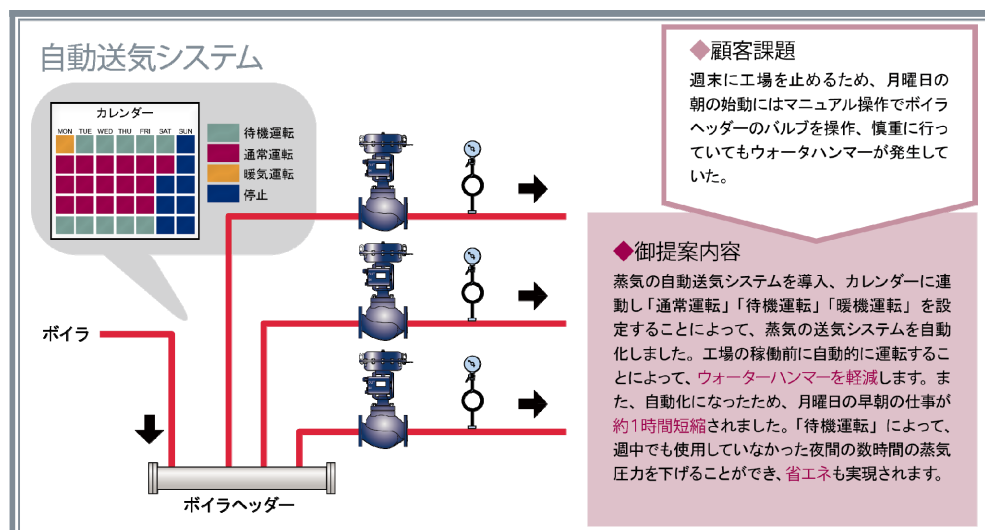 自動送気システム
カレンダー
MON TUE WED THU FRI SAT SUN
待機運転
通常運転
暖気運転
停止
ボイラ
ボイラヘッダー
◆顧客課題
週末に工場を止めるため、月曜日の
朝の始動にはマニュアル操作でボイラ
ヘッダーのバルブを操作、慎重に行っ
ていてもウォータハンマーが発生して
いた。
◆御提案内容
蒸気の自動送気システムを導入、カレンダーに連
動し「通常運転」「待機運転」「暖機運転」を設
定することによって、蒸気の送気システムを自動
化しました。工場の稼働前に自動的に運転するこ
とによって、ウォーターハンマーを軽減します。ま
た、自動化になったため、月曜日の早朝の仕事が
約1時間短縮されました。「待機運転」によって、
週中でも使用していなかった夜間の数時間の蒸気
圧力を下げることができ、省エネも実現されます。